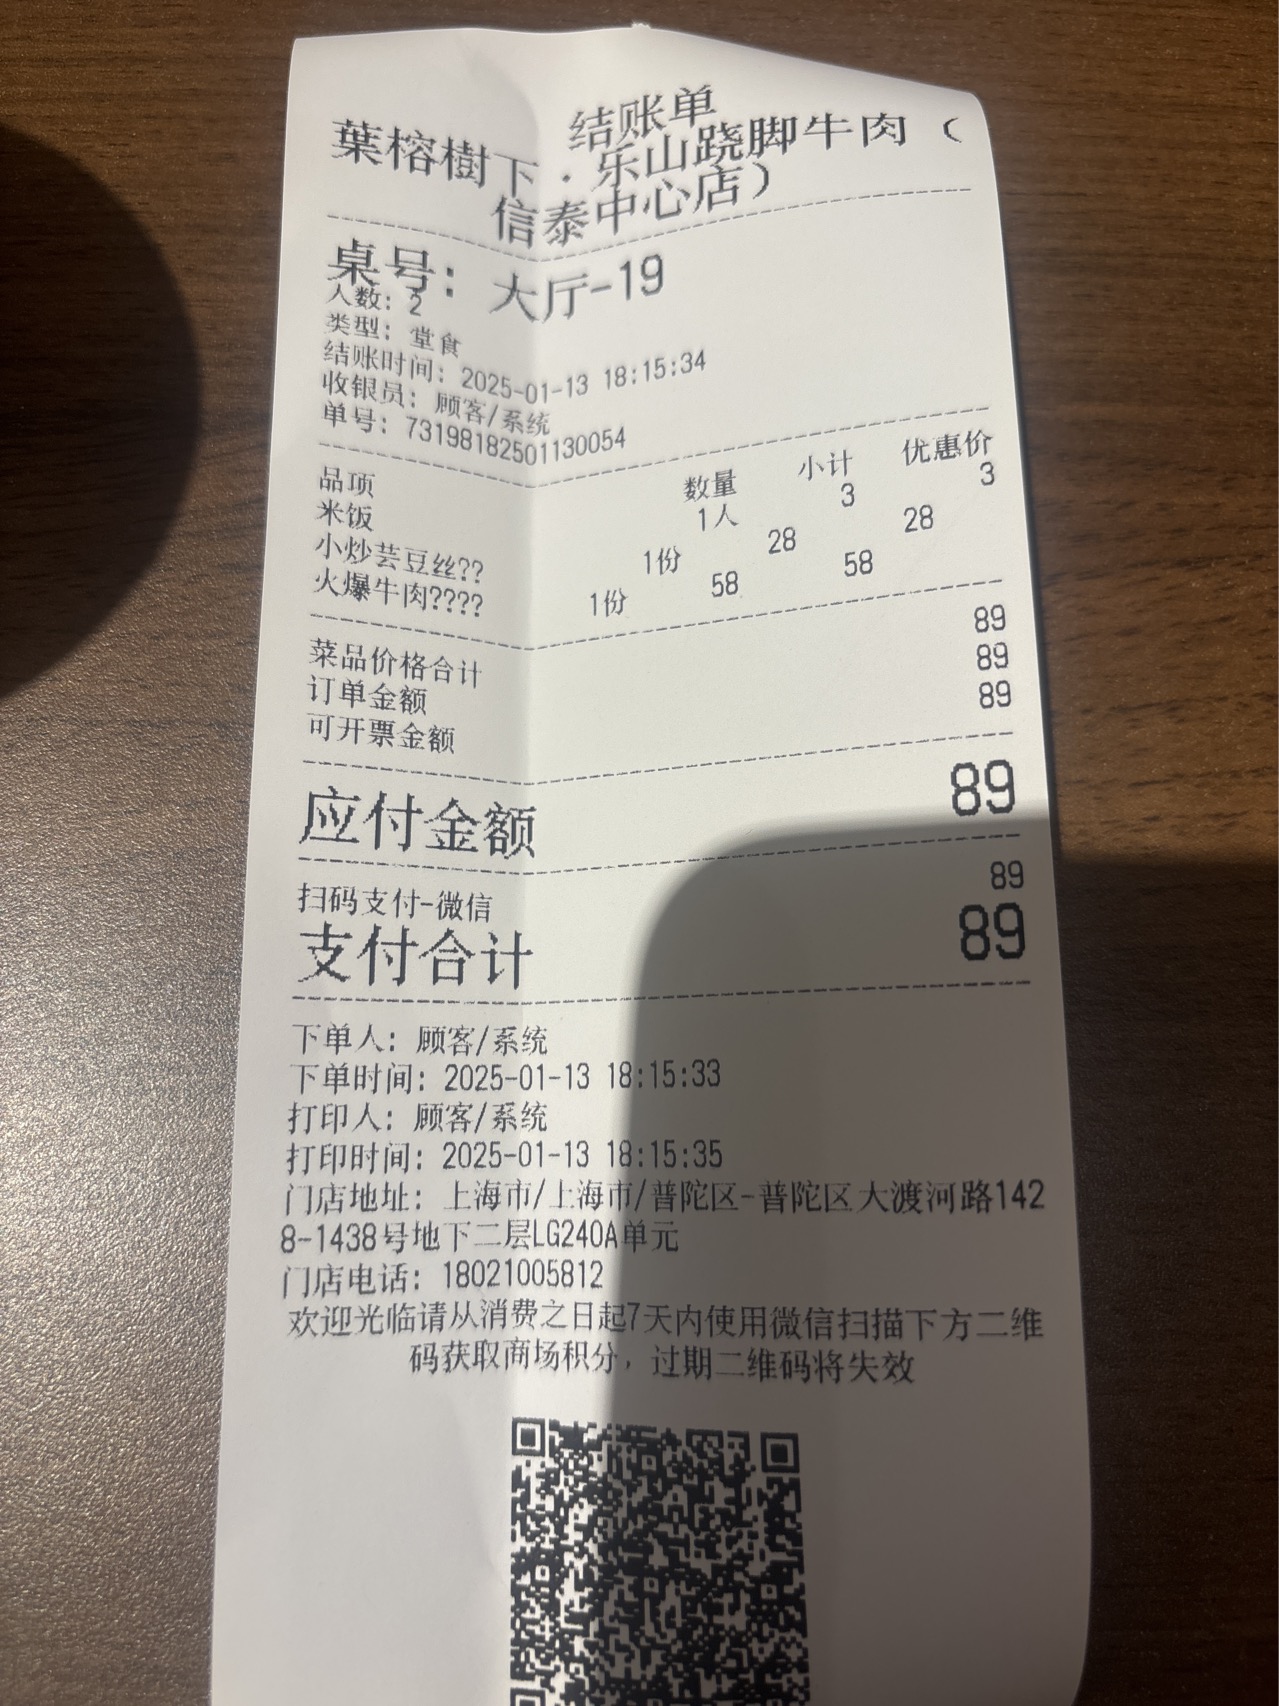 结账单
葉榕樹下·乐山跷脚牛肉（
信泰中心店）
桌号：大厅-19
人数：2
类型：堂食
结账时间：2025-01-13 18:15:34
收银员：顾客/系统
单号：73198182501130054
品项 数量 小计 优惠价
米饭 1人 3 3
小炒芸豆丝?? 1份 28 28
火爆牛肉???? 1份 58 58
菜品价格合计 89
订单金额 89
可开票金额 89
应付金额 89
扫码支付-微信 89
支付合计 89
下单人：顾客/系统
下单时间：2025-01-13 18:15:33
打印人：顾客/系统
打印时间：2025-01-13 18:15:35
门店地址：上海市/上海市/普陀区-普陀区大渡河路142
8-1438号地下二层LG240A单元
门店电话：18021005812
欢迎光临请从消费之日起7天内使用微信扫描下方二维
码获取商场积分，过期二维码将失效